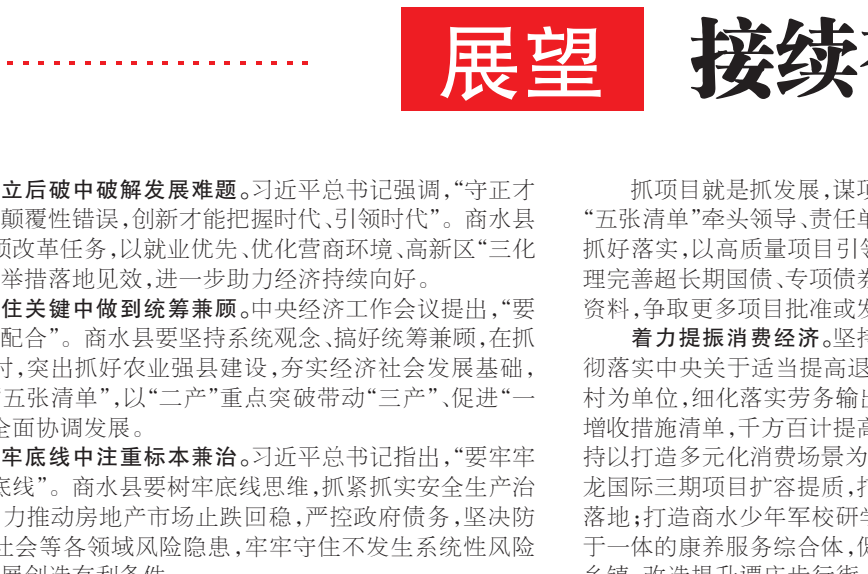 展望
接续
立后破中破解发展难题。习近平总书记强调，“守正才
颠覆性错误，创新才能把握时代、引领时代”。商水县
项改革任务，以就业优先、优化营商环境、高新区“三化
举措落地见效，进一步助力经济持续向好。
住关键中做到统筹兼顾。中央经济工作会议提出，“要
配合”。商水县要坚持系统观念、搞好统筹兼顾，在抓
时，突出抓好农业强县建设，夯实经济社会发展基础，
五张清单”，以“二产”重点突破带动“三产”、促进“一
全面协调发展。
牢底线中注重标本兼治。习近平总书记指出，“要牢牢
底线”。商水县要树牢底线思维，抓紧抓实安全生产治
力推动房地产市场止跌回稳，严控政府债务，坚决防
社会等各领域风险隐患，牢牢守住不发生系统性风险
展创造有利条件
抓项目就是抓发展，谋项
“五张清单”牵头领导、责任单
抓好落实，以高质量项目引领
理完善超长期国债、专项债券
资料，争取更多项目批准或发
着力提振消费经济。坚持
彻落实中央关于适当提高退
村为单位，细化落实劳务输出
增收措施清单，千方百计提高
持以打造多元化消费场景为
龙国际三期项目扩容提质，打
落地；打造商水少年军校研学
于一体的康养服务综合体，促
乡镇 改造提升谭庄步行街